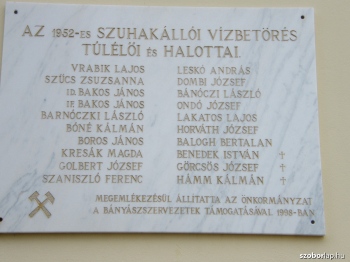 AZ 1952-ES SZUHAKÁLLÓI VÍZBETÖRÉS
TÚLÉLŐI ÉS HALOTTAI.
VRABIK LAJOS LESKÓ ANDRÁS
SZŰCS ZSUZSANNA DOMBI JÓZSEF
ID. BAKOS JÁNOS BÁNÓCZI LÁSZLÓ
IF. BAKOS JÁNOS ONDÓ JÓZSEF
BARNÓCZKI LÁSZLÓ LAKATOS LAJOS
BÓNÉ KÁLMÁN HORVÁTH JÓZSEF
BOROS JÁNOS BALOGH BERTALAN
KRESÁK MAGDA BENEDEK ISTVÁN †
GOLBERT JÓZSEF GÖRCSÖS JÓZSEF †
SZANISZLÓ FERENC HAMM KÁLMÁN †
MEGEMLÉKEZÉSÜL ÁLLÍTATTA AZ ÖNKORMÁNYZAT
A BÁNYÁSZSZERVEZETEK TÁMOGATÁSÁVAL 1998-BAN
szoborlap.hu